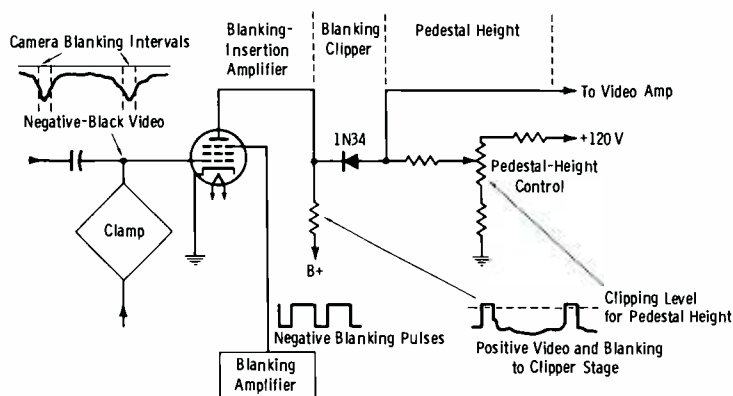 Camera Blanking Intervals
Negative-Black Video
Blanking-
Insertion
Amplifier
Blanking
Clipper
Pedestal Height
To Video Amp
1N34
+120 V
Pedestal-Height
Control
Clamp
B+
Negative Blanking Pulses
Blanking
Amplifier
Clipping Level
for Pedestal Height
Positive Video and Blanking
to Clipper Stage